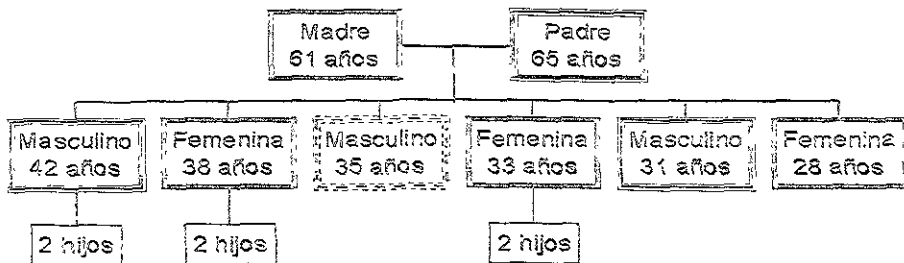 Madre
61 años
Padre
65 años
Masculino
42 años
Femenina
38 años
Masculino
35 años
Femenina
33 años
Masculino
31 años
Femenina
28 años
2 hijos
2 hijos
2 hijos